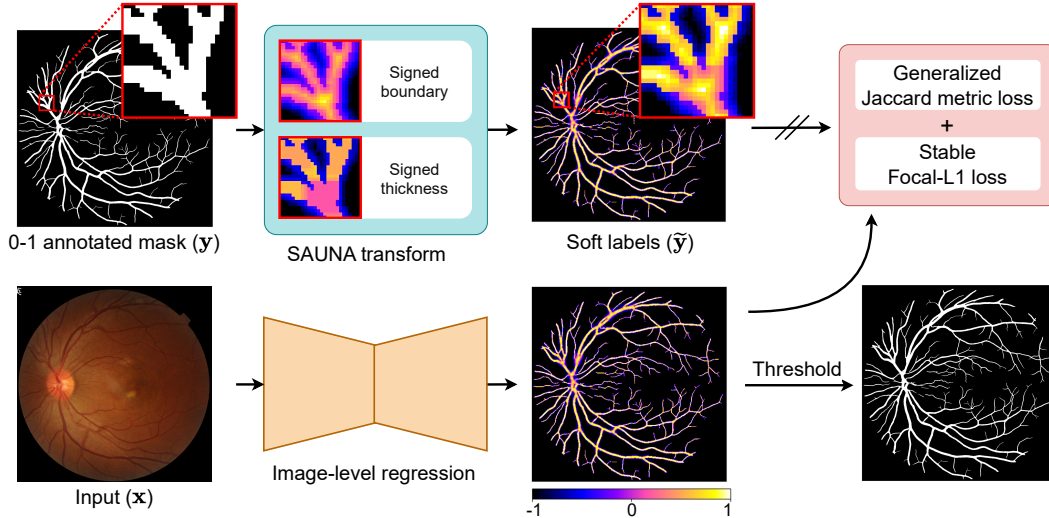 Signed
boundary
Signed
thickness
Generalized
Jaccard metric loss
+
Stable
Focal-L1 loss
0-1 annotated mask (y)
SAUNA transform
Soft labels (ỹ)
Threshold
Input (x)
Image-level regression
-1 0 1